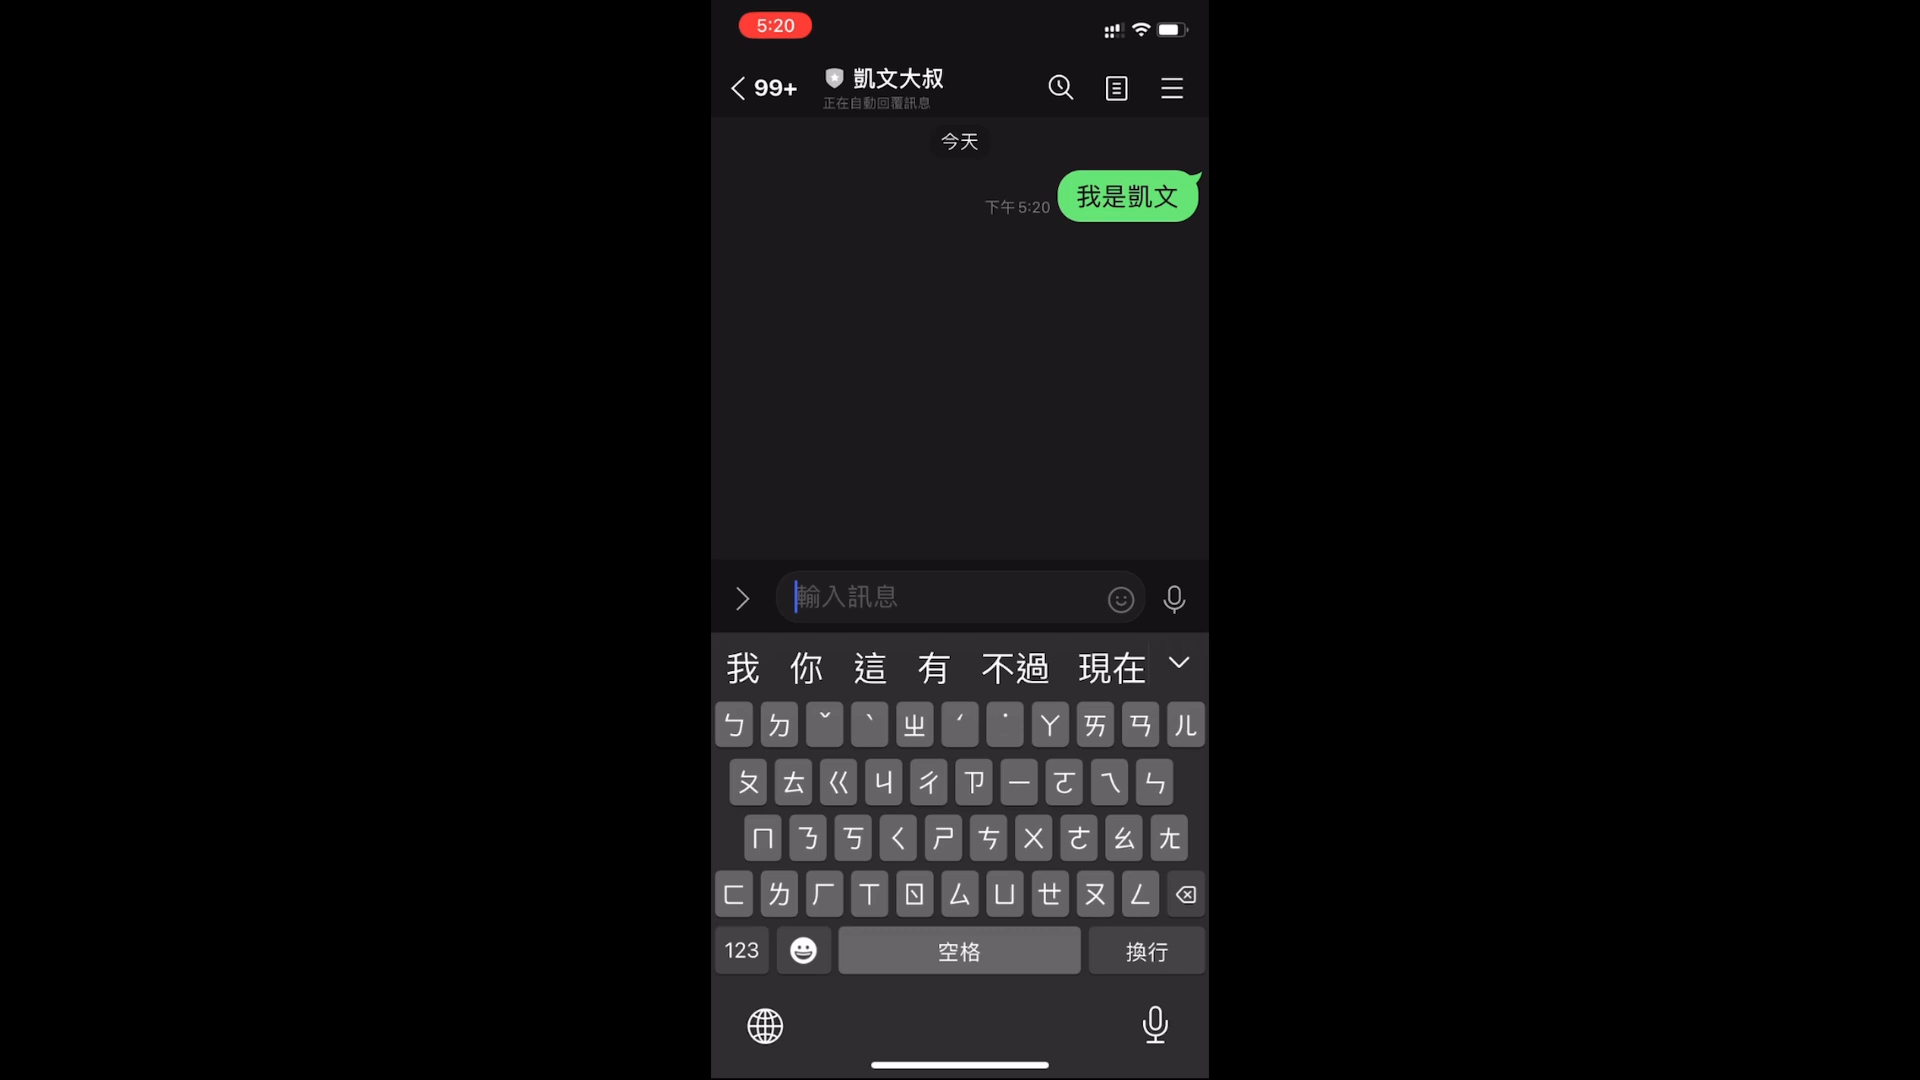 5:20
99+
凱文大叔
正在自動回覆訊息
今天
我是凱文
下午5:20
輸入訊息
我 你 這 有 不過 現在
ㄅ ㄉ ˇ ˋ ㄓ ˊ ˙ ㄚ ㄞ ㄢ ㄦ
ㄆ ㄊ ㄍ ㄐ ㄔ ㄗ ㄧ ㄛ ㄟ ㄣ
ㄇ ㄋ ㄎ ㄑ ㄕ ㄘ ㄨ ㄜ ㄠ ㄤ
ㄈ ㄌ ㄏ ㄒ ㄖ ㄙ ㄩ ㄝ ㄡ ㄥ
123 空格 換行